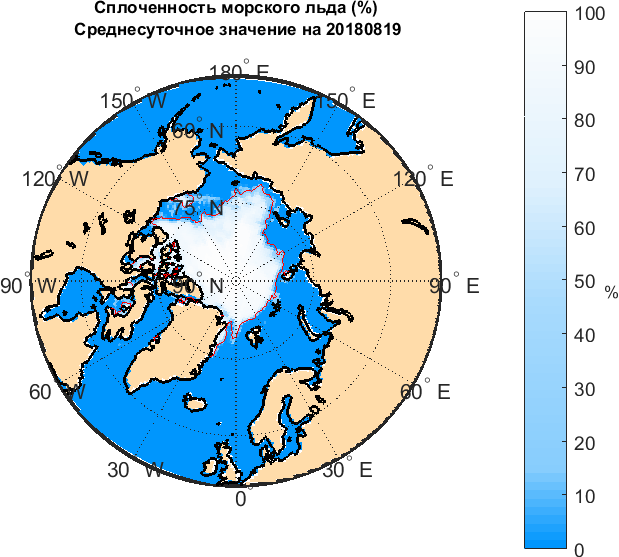 Сплоченность морского льда (%)
Среднесуточное значение на 20180819
180° E
150° W
150° E
60° N
120° W
120° E
75° N
90° W
90° N
90° E
60° W
60° E
30° W
30° E
0°
100
90
80
70
60
50
%
40
30
20
10
0